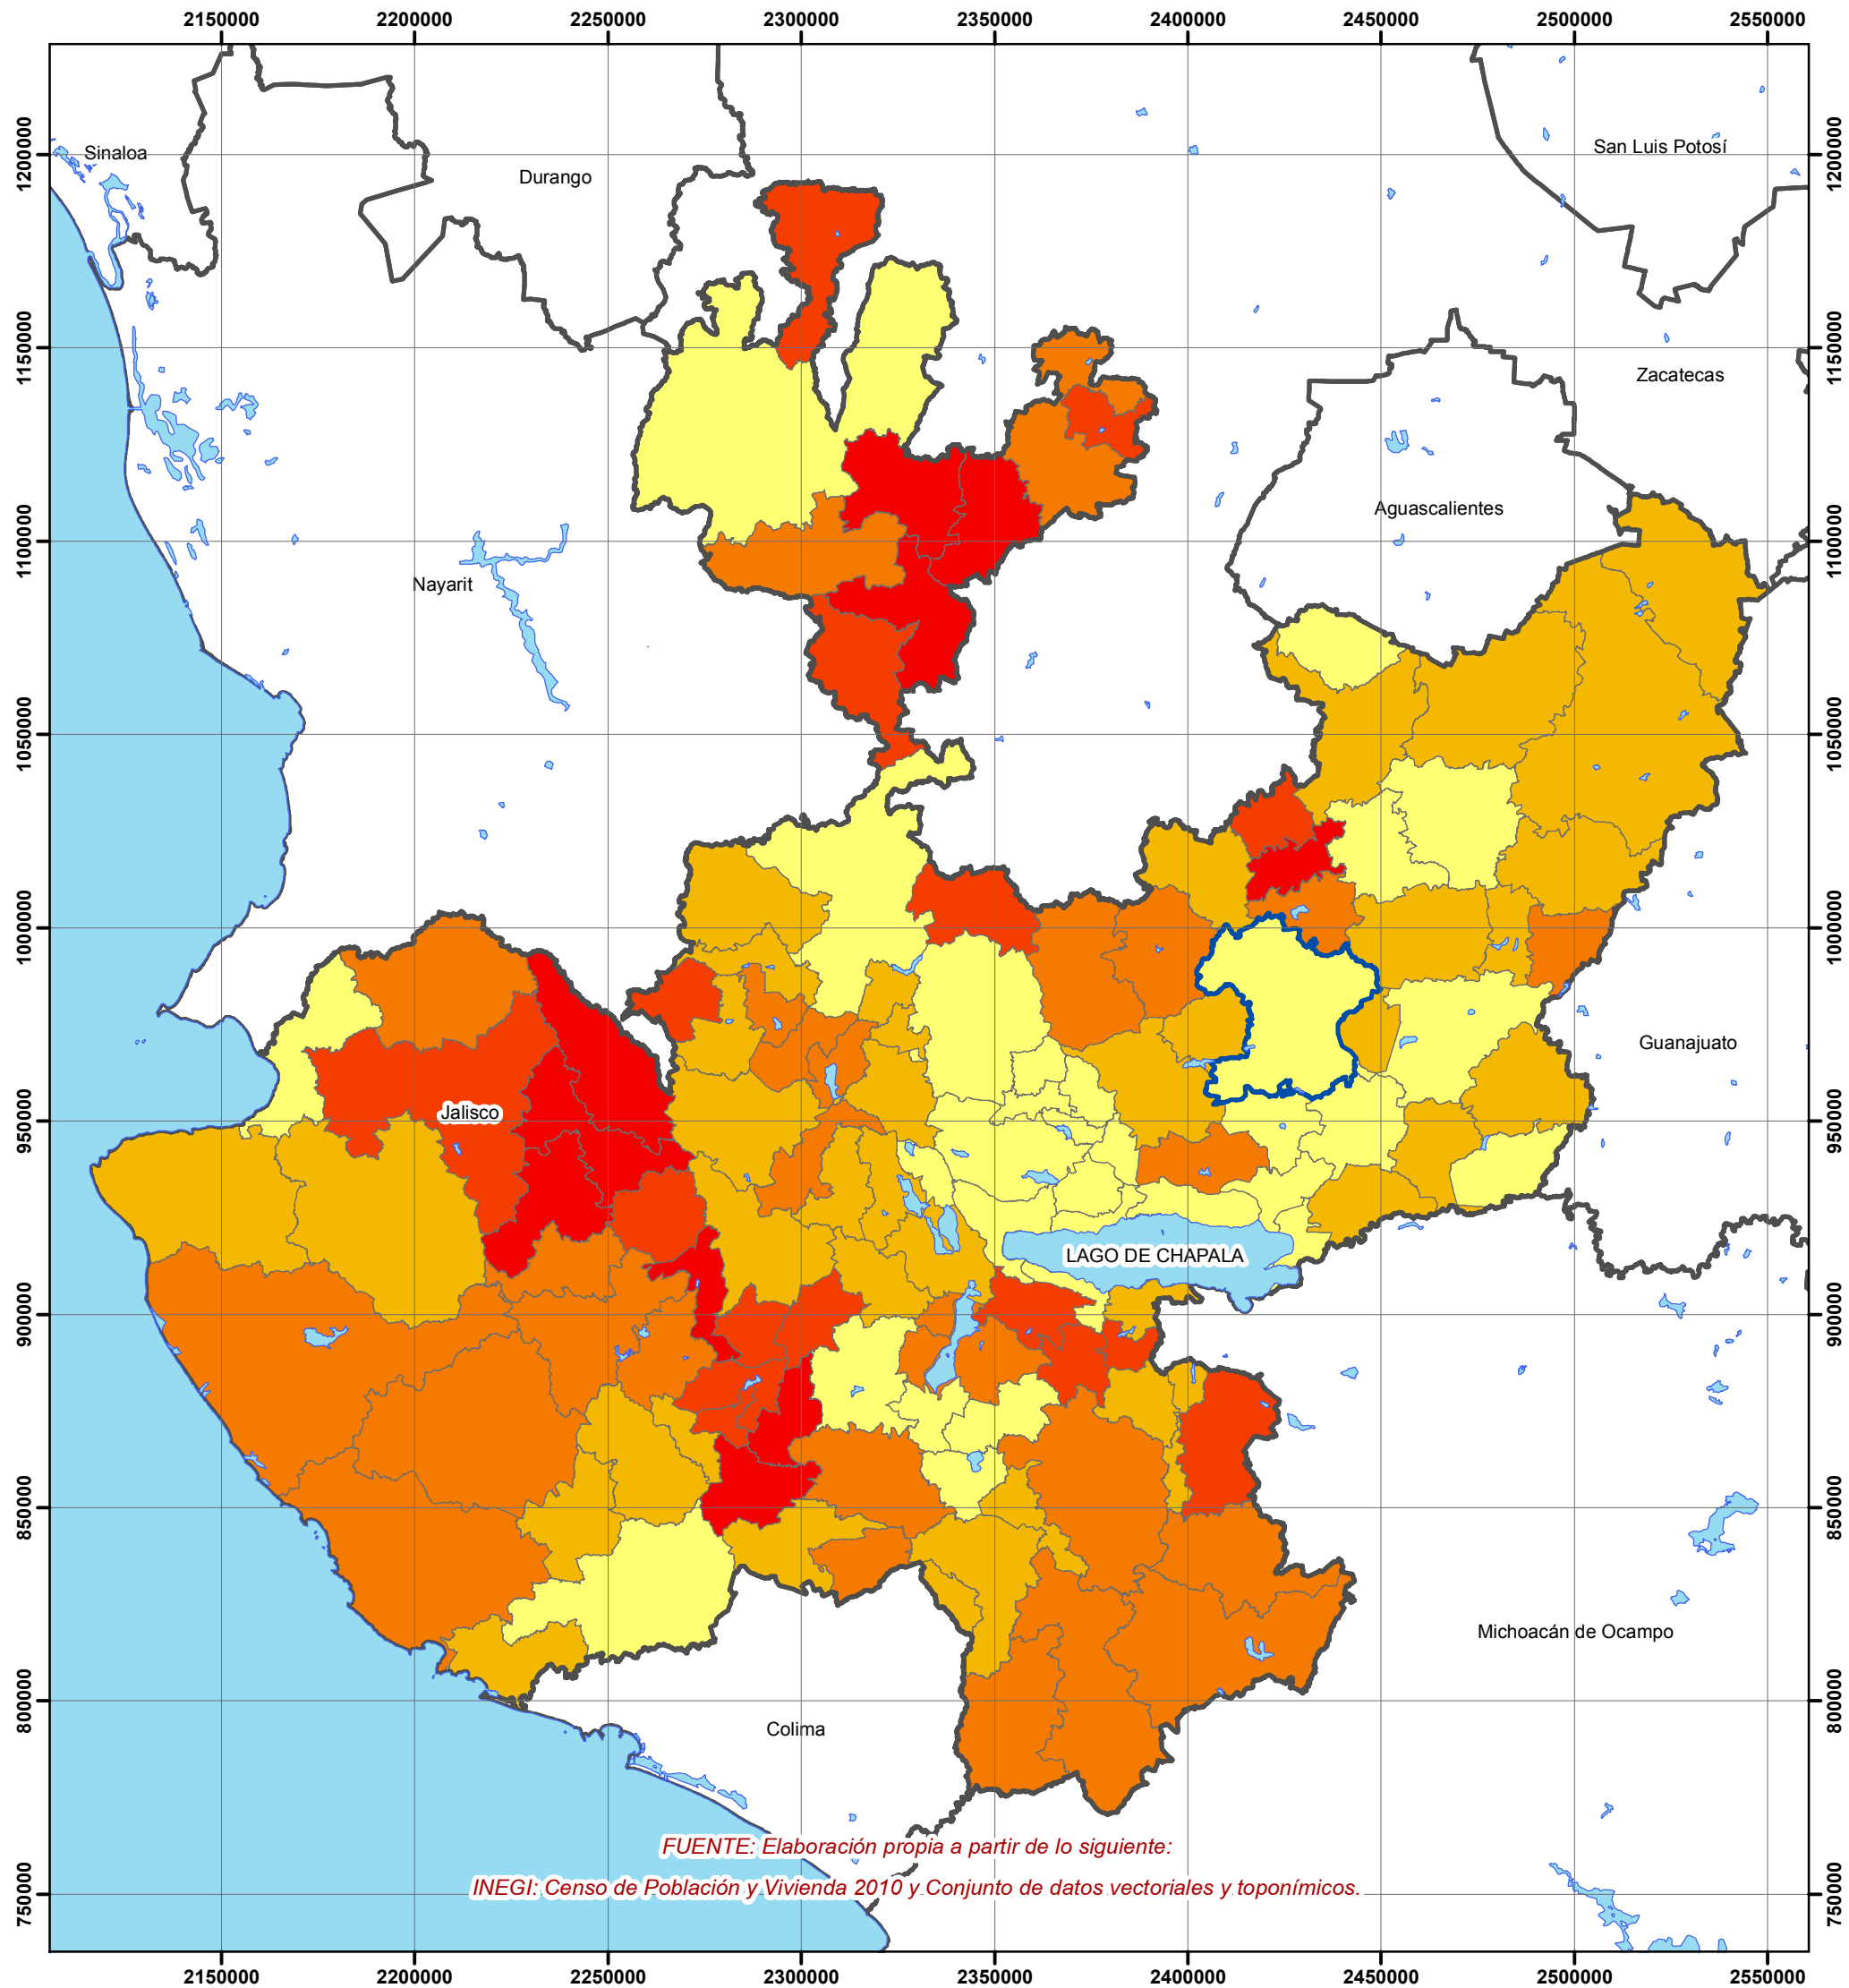 2150000 2200000 2250000 2300000 2350000 2400000 2450000 2500000 2550000
1200000 1200000
Sinaloa
Durango
San Luis Potosí
1150000 1150000
Zacatecas
Aguascalientes
1100000 1100000
Nayarit
1050000 1050000
1000000 1000000
Guanajuato
Jalisco
950000 950000
LAGO DE CHAPALA
900000 900000
850000 850000
Michoacán de Ocampo
800000 800000
Colima
FUENTE: Elaboración propia a partir de lo siguiente:
INEGI: Censo de Población y Vivienda 2010 y Conjunto de datos vectoriales y toponímicos.
750000 750000
2150000 2200000 2250000 2300000 2350000 2400000 2450000 2500000 2550000